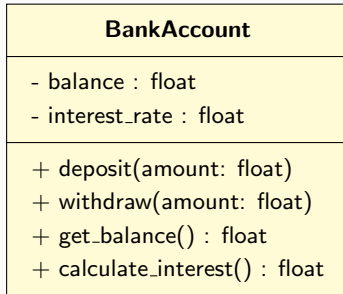 BankAccount
- balance : float
- interest_rate : float
+ deposit(amount: float)
+ withdraw(amount: float)
+ get_balance() : float
+ calculate_interest() : float